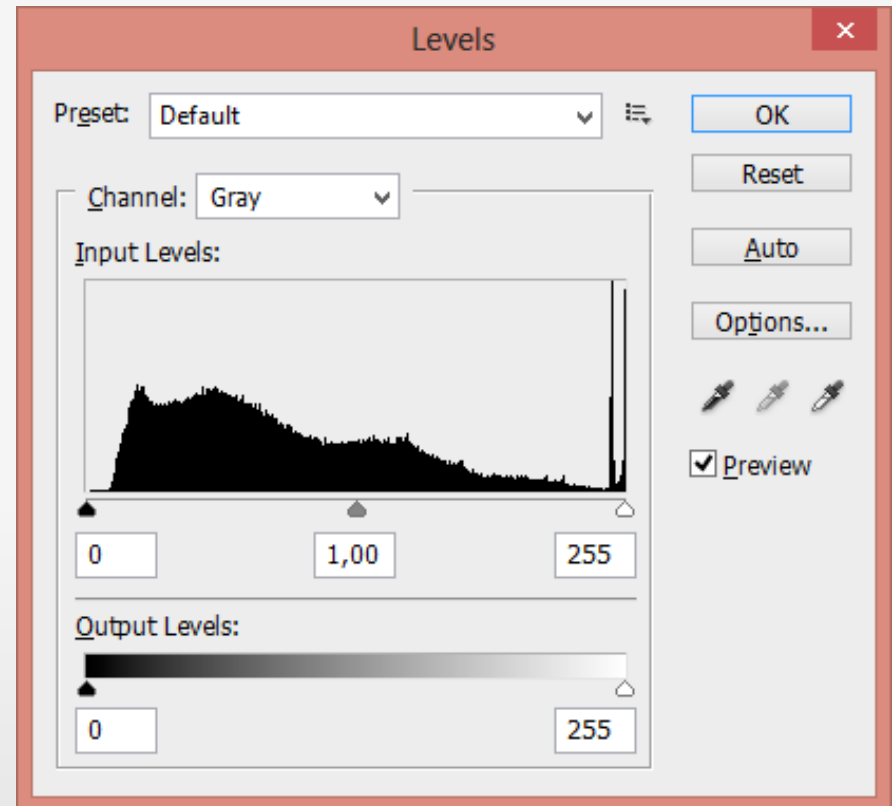 Levels
Preset: Default
OK
Reset
Channel: Gray
Auto
Input Levels:
Options...
Preview
0 1,00 255
Output Levels:
0 255